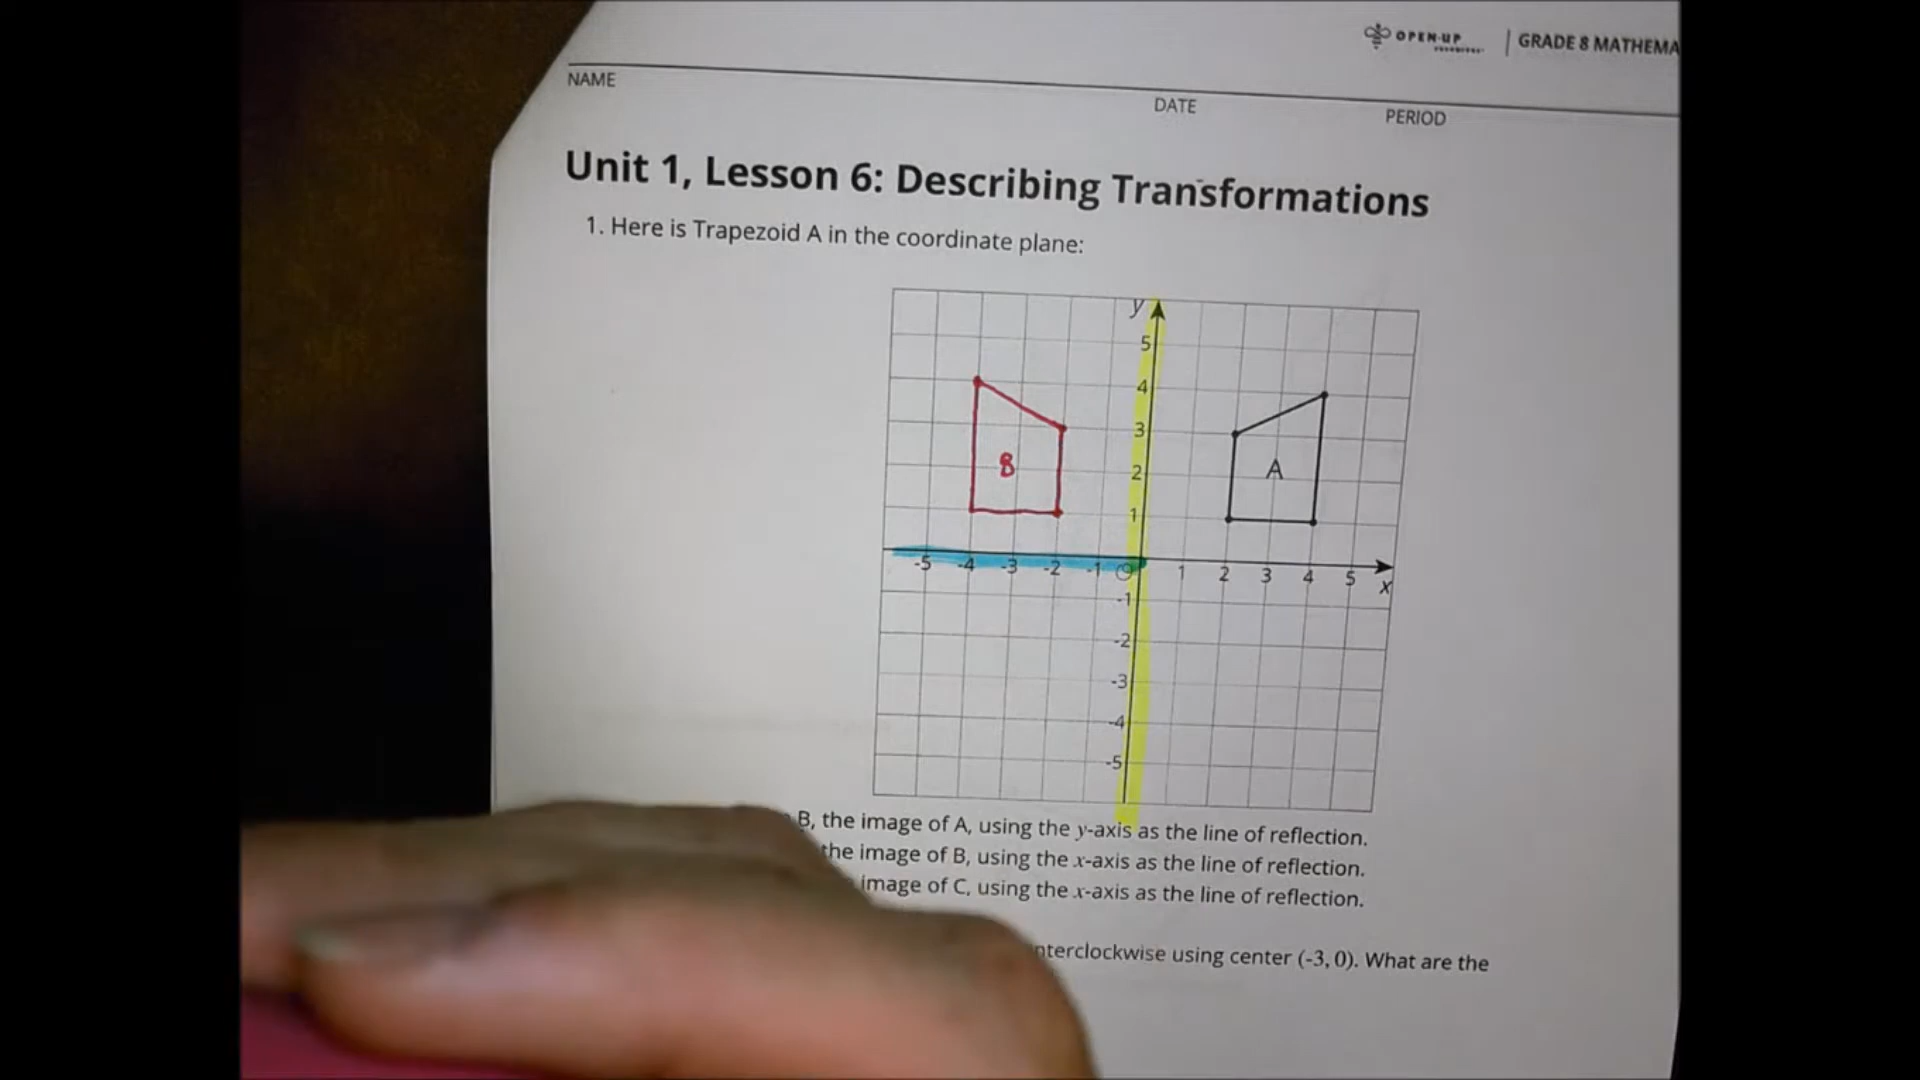 OPEN-UP | GRADE 8 MATHEMA
NAME
DATE
PERIOD
Unit 1, Lesson 6: Describing Transformations
1. Here is Trapezoid A in the coordinate plane:
y
5
4
3
B
A
2
1
-5 -4 -3 -2 -1 O 1 2 3 4 5 x
-1
-2
-3
-4
-5
B, the image of A, using the y-axis as the line of reflection.
the image of B, using the x-axis as the line of reflection.
image of C, using the x-axis as the line of reflection.
nterclockwise using center (-3, 0). What are the